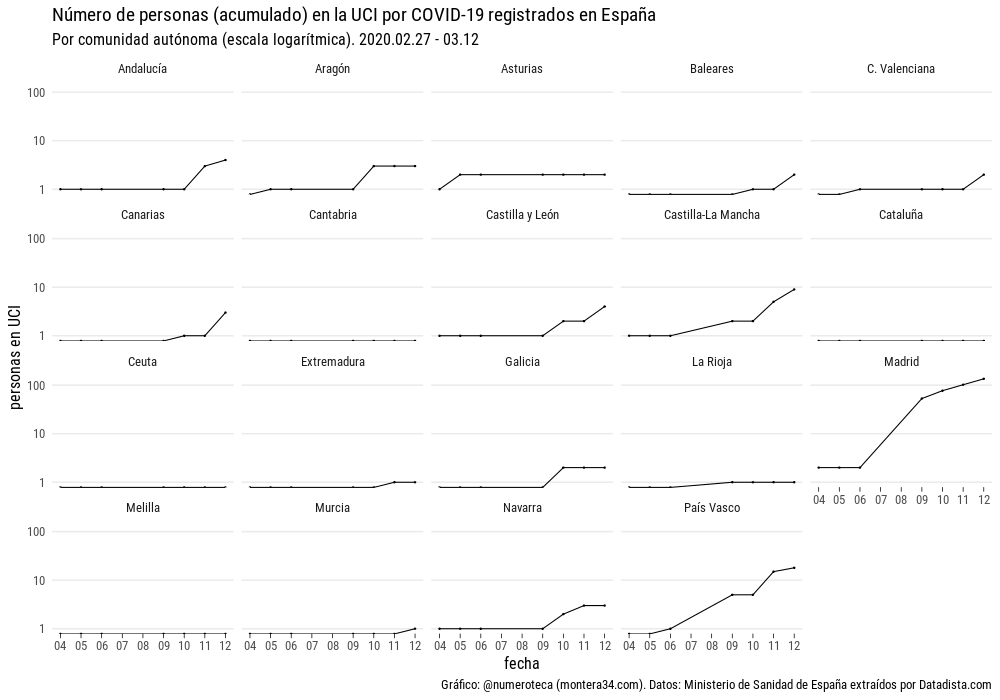 Número de personas (acumulado) en la UCI por COVID-19 registrados en España
Por comunidad autónoma (escala logarítmica). 2020.02.27 - 03.12
Andalucía Aragón Asturias Baleares C. Valenciana
100
10
1
Canarias Cantabria Castilla y León Castilla-La Mancha Cataluña
100
10
1
personas en UCI
Ceuta Extremadura Galicia La Rioja Madrid
100
10
1
04 05 06 07 08 09 10 11 12
Melilla Murcia Navarra País Vasco
100
10
1
04 05 06 07 08 09 10 11 12 04 05 06 07 08 09 10 11 12 04 05 06 07 08 09 10 11 12 04 05 06 07 08 09 10 11 12
fecha
Gráfico: @numeroteca (montera34.com). Datos: Ministerio de Sanidad de España extraídos por Datadista.com